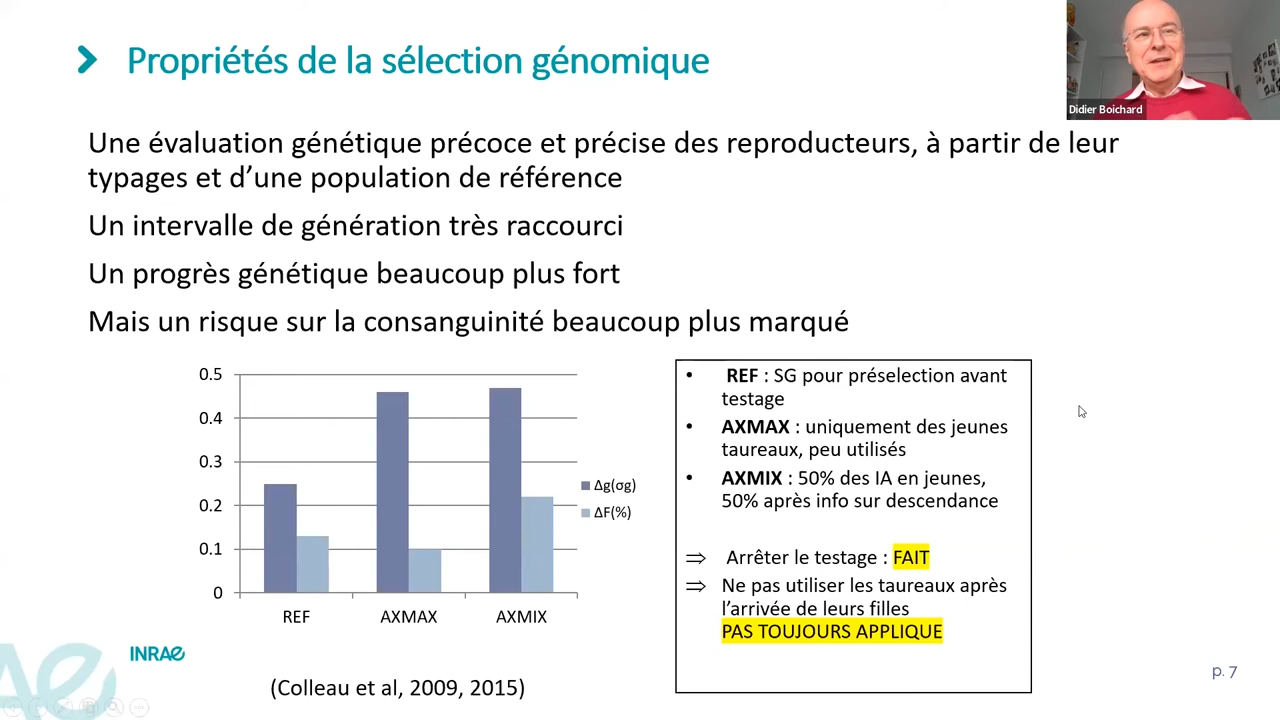 Propriétés de la sélection génomique
Didier Boichard
Une évaluation génétique précoce et précise des reproducteurs, à partir de leur
typages et d’une population de référence
Un intervalle de génération très raccourci
Un progrès génétique beaucoup plus fort
Mais un risque sur la consanguinité beaucoup plus marqué
0.5
0.4
0.3
0.2
0.1
0
REF
AXMAX
AXMIX
Δg(σg)
ΔF(%)
• REF : SG pour préselection avant
testage
• AXMAX : uniquement des jeunes
taureaux, peu utilisés
• AXMIX : 50% des IA en jeunes,
50% après info sur descendance
⇒ Arrêter le testage : FAIT
⇒ Ne pas utiliser les taureaux après
l’arrivée de leurs filles
PAS TOUJOURS APPLIQUE
INRAE
(Colleau et al, 2009, 2015)
p. 7